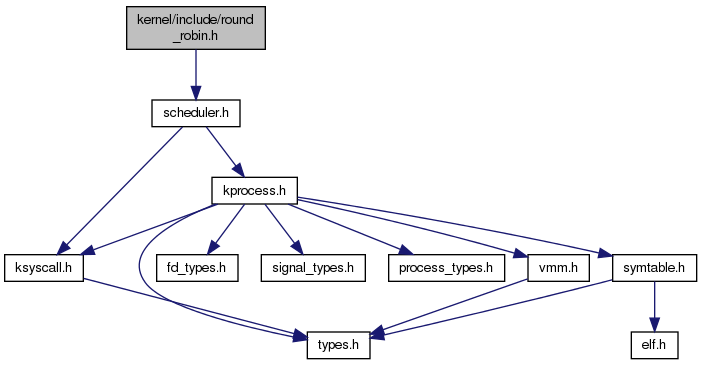 kernel/include/round
_robin.h
scheduler.h
kprocess.h
ksyscall.h
fd_types.h
signal_types.h
process_types.h
vmm.h
symtable.h
types.h
elf.h